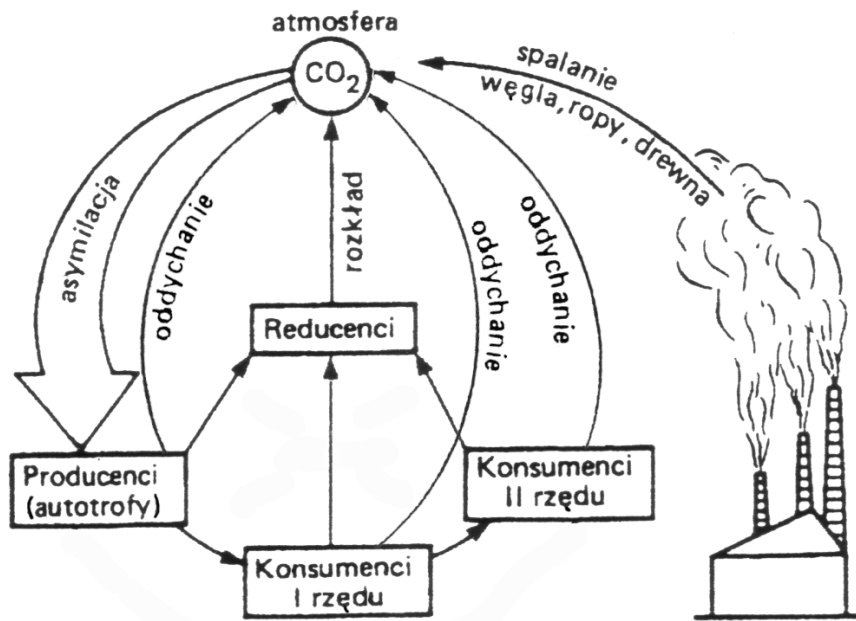 atmosfera
CO₂
spalanie
węgla, ropy, drewna
asymilacja
oddychanie
rozkład
oddychanie
oddychanie
Reducenci
Producenci
(autotrofy)
Konsumenci
II rzędu
Konsumenci
I rzędu